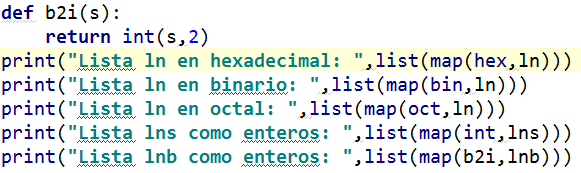 def b2i(s):
    return int(s,2)
print("Lista ln en hexadecimal: ",list(map(hex,ln)))
print("Lista ln en binario: ",list(map(bin,ln)))
print("Lista ln en octal: ",list(map(oct,ln)))
print("Lista lns como enteros: ",list(map(int,lns)))
print("Lista lnb como enteros: ",list(map(b2i,lnb)))